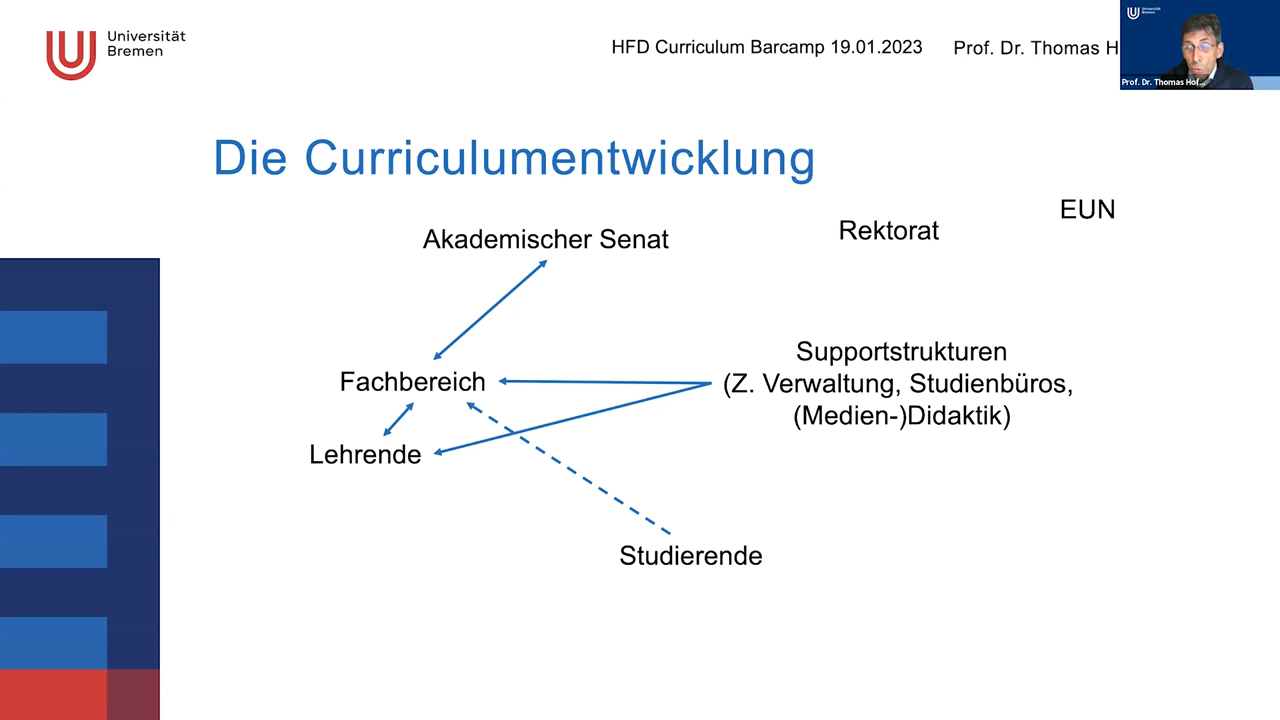 Universität
Bremen
HFD Curriculum Barcamp 19.01.2023 Prof. Dr. Thomas H
Universität
Bremen
Prof. Dr. Thomas Hof...
Die Curriculumentwicklung
EUN
Rektorat
Akademischer Senat
Supportstrukturen
Fachbereich
(Z. Verwaltung, Studienbüros,
(Medien-)Didaktik)
Lehrende
Studierende